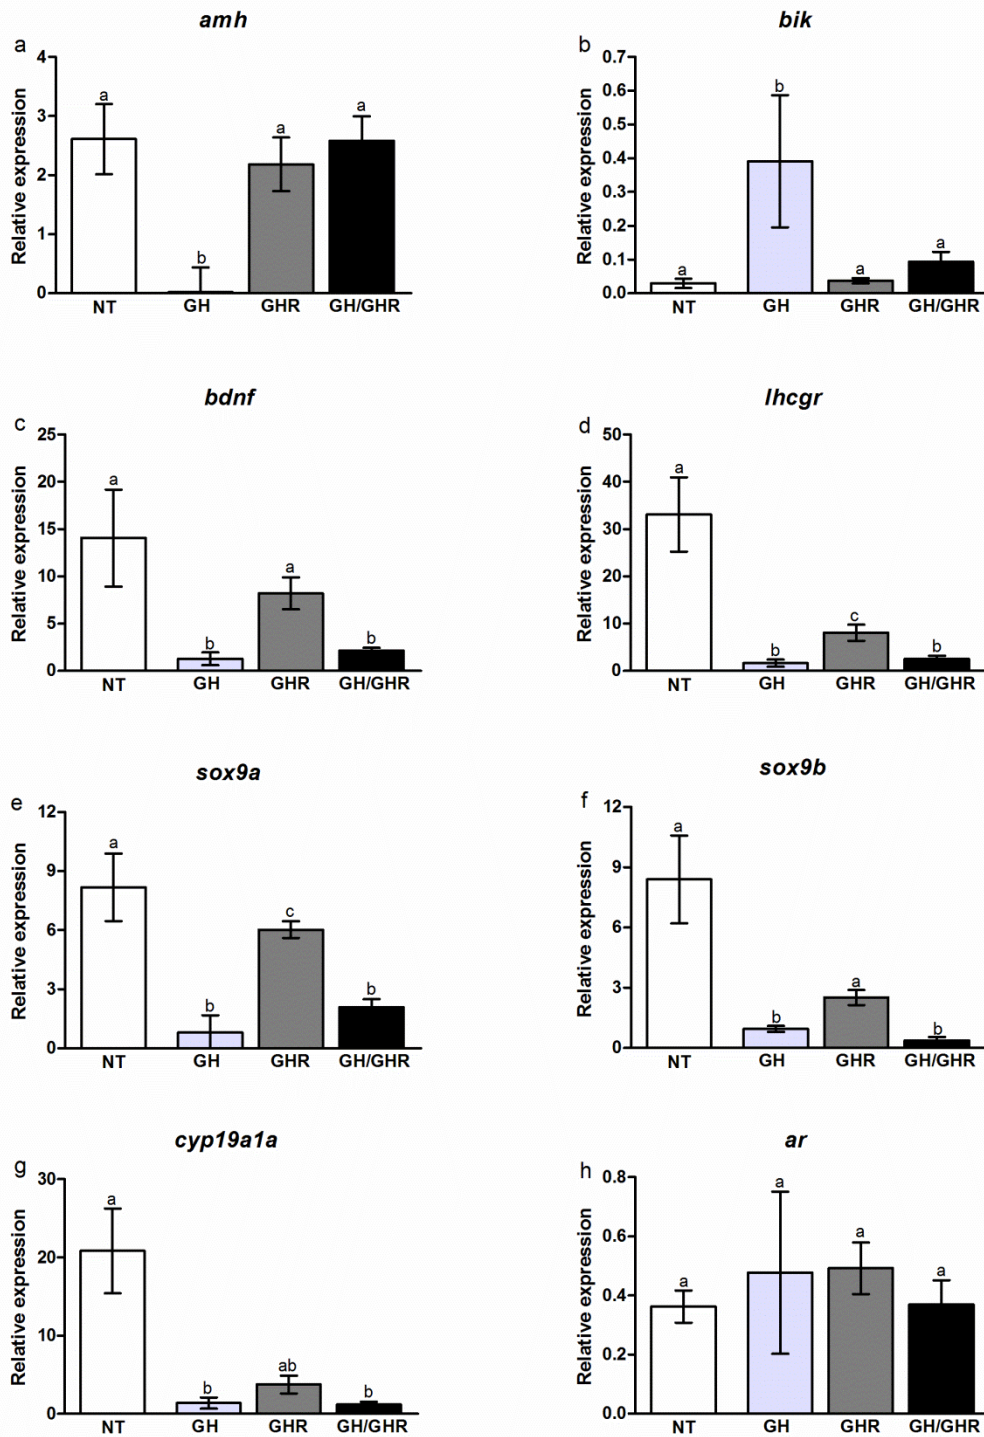 amh
a
Relative expression
4
3
2
1
0
a
b
a
a
NT GH GHR GH/GHR
bik
b
Relative expression
0.7
0.6
0.5
0.4
0.3
0.2
0.1
0.0
a
b
a
a
NT GH GHR GH/GHR
bdnf
c
Relative expression
25
20
15
10
5
0
a
b
a
b
NT GH GHR GH/GHR
lhcgr
d
Relative expression
50
40
30
20
10
0
a
b
c
b
NT GH GHR GH/GHR
sox9a
e
Relative expression
12
9
6
3
0
a
b
c
b
NT GH GHR GH/GHR
sox9b
f
Relative expression
12
9
6
3
0
a
b
a
b
NT GH GHR GH/GHR
cyp19a1a
g
Relative expression
30
20
10
0
a
b
ab
b
NT GH GHR GH/GHR
ar
h
Relative expression
0.8
0.6
0.4
0.2
0.0
a
a
a
a
NT GH GHR GH/GHR